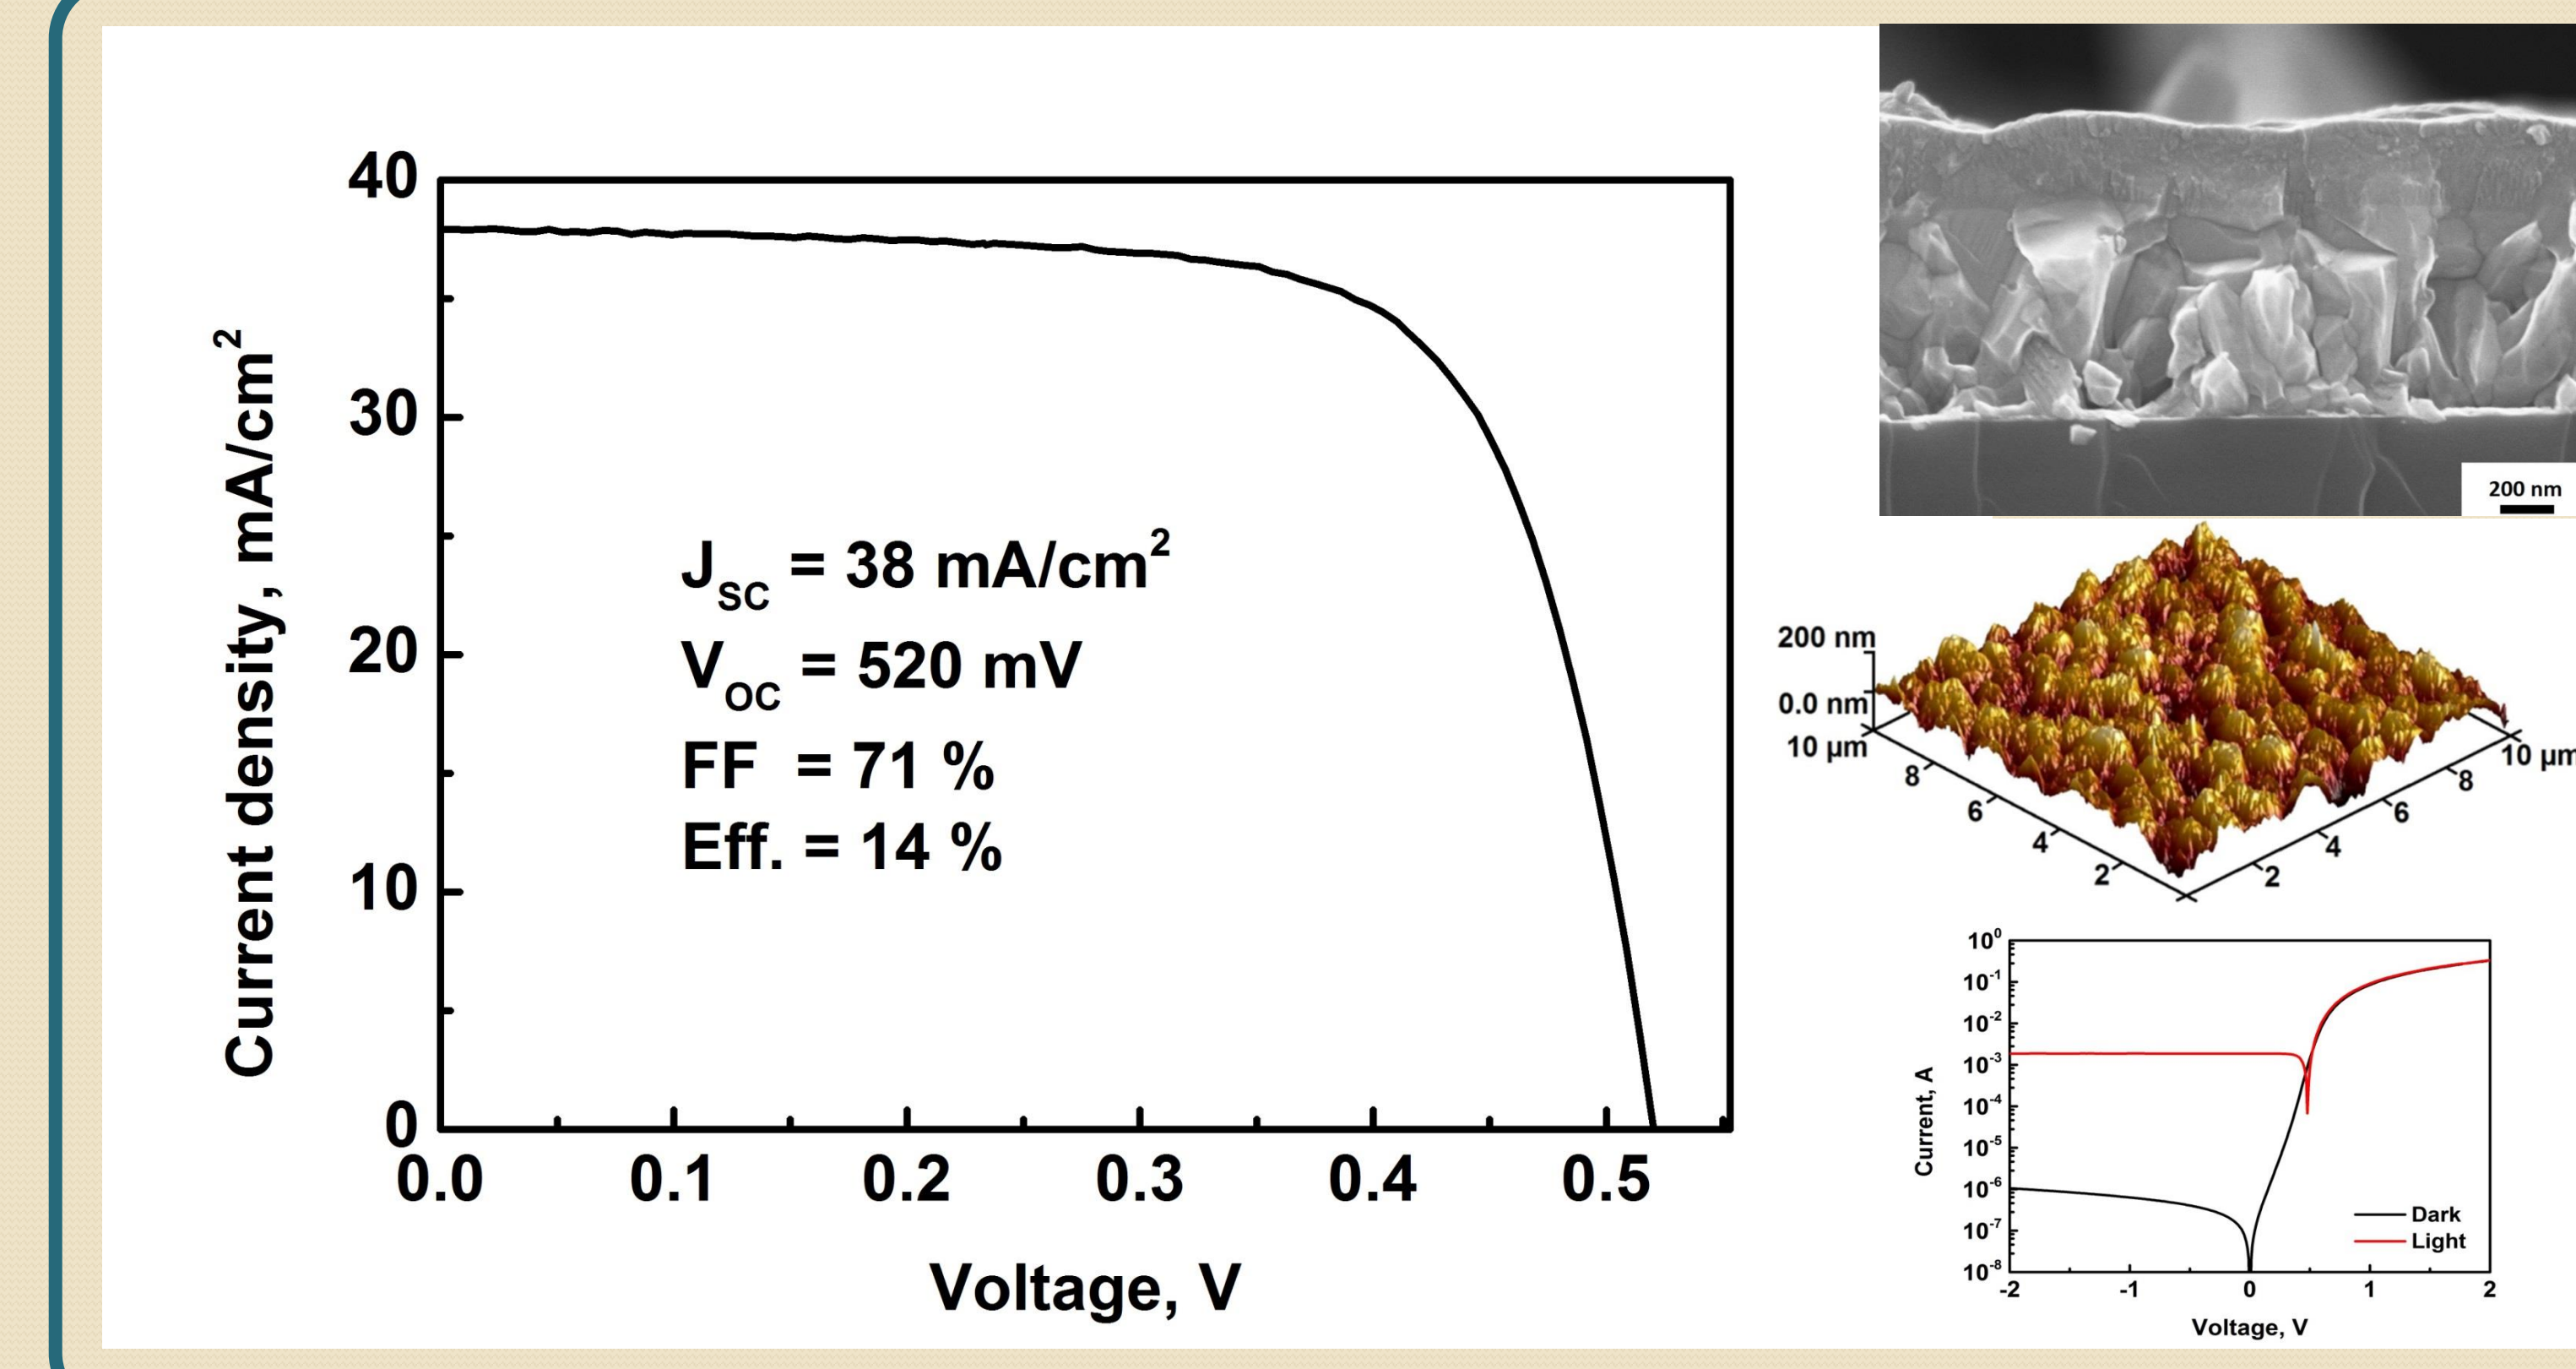 40
30
20
10
0
0.0 0.1 0.2 0.3 0.4 0.5
Current density, mA/cm²
Voltage, V
J_SC = 38 mA/cm²
V_OC = 520 mV
FF = 71 %
Eff. = 14 %
200 nm
200 nm
0.0 nm
10 µm
8
6
4
2
2
4
6
8
10 µm
10⁰
10⁻¹
10⁻²
10⁻³
10⁻⁴
10⁻⁵
10⁻⁶
10⁻⁷
10⁻⁸
-2 -1 0 1 2
Current, A
Voltage, V
Dark
Light